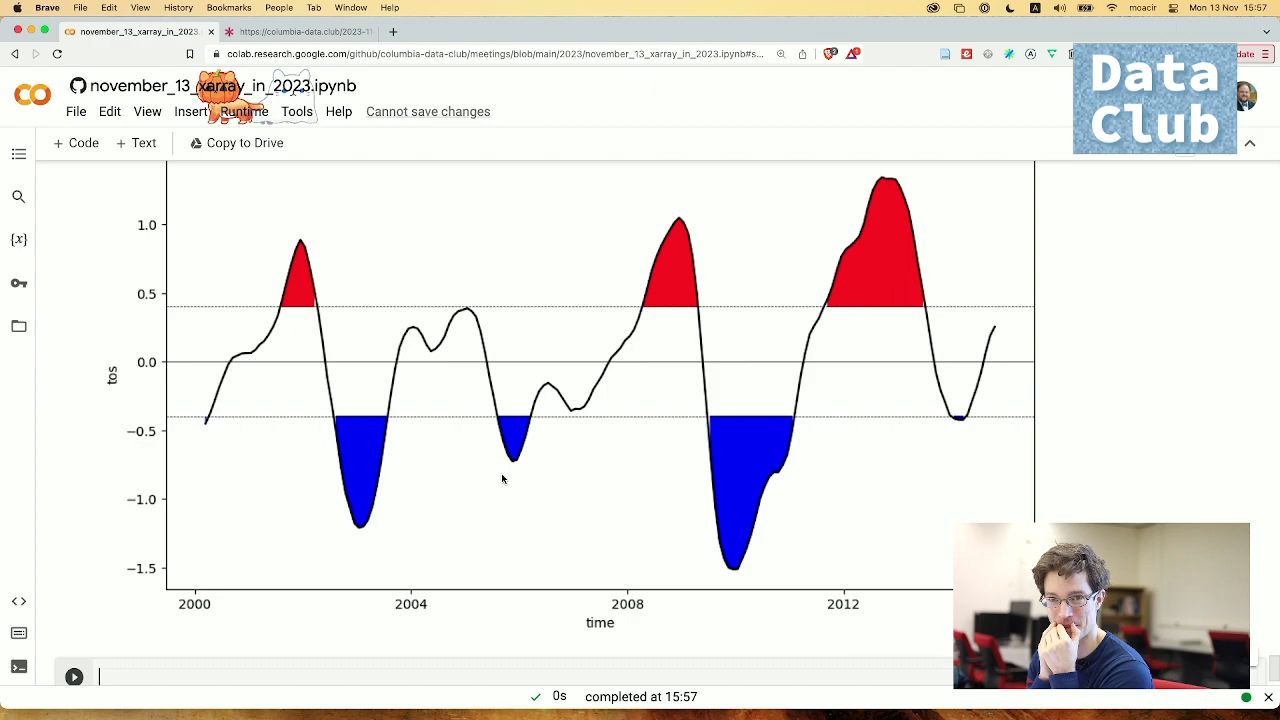 Brave File Edit View History Bookmarks People Tab Window Help moacir Mon 13 Nov 15:57
november_13_xarray_in_2023. https://columbia-data.club/2023-11
colab.research.google.com/github/columbia-data-club/meetings/blob/main/2023/november_13_xarray_in_2023.ipynb#s... date
november_13_xarray_in_2023.ipynb
File Edit View Insert Runtime Tools Help Cannot save changes
Data
Club
+ Code + Text Copy to Drive
{x}
1.0
0.5
0.0
−0.5
−1.0
−1.5
tos
2000 2004 2008 2012
time
0s completed at 15:57